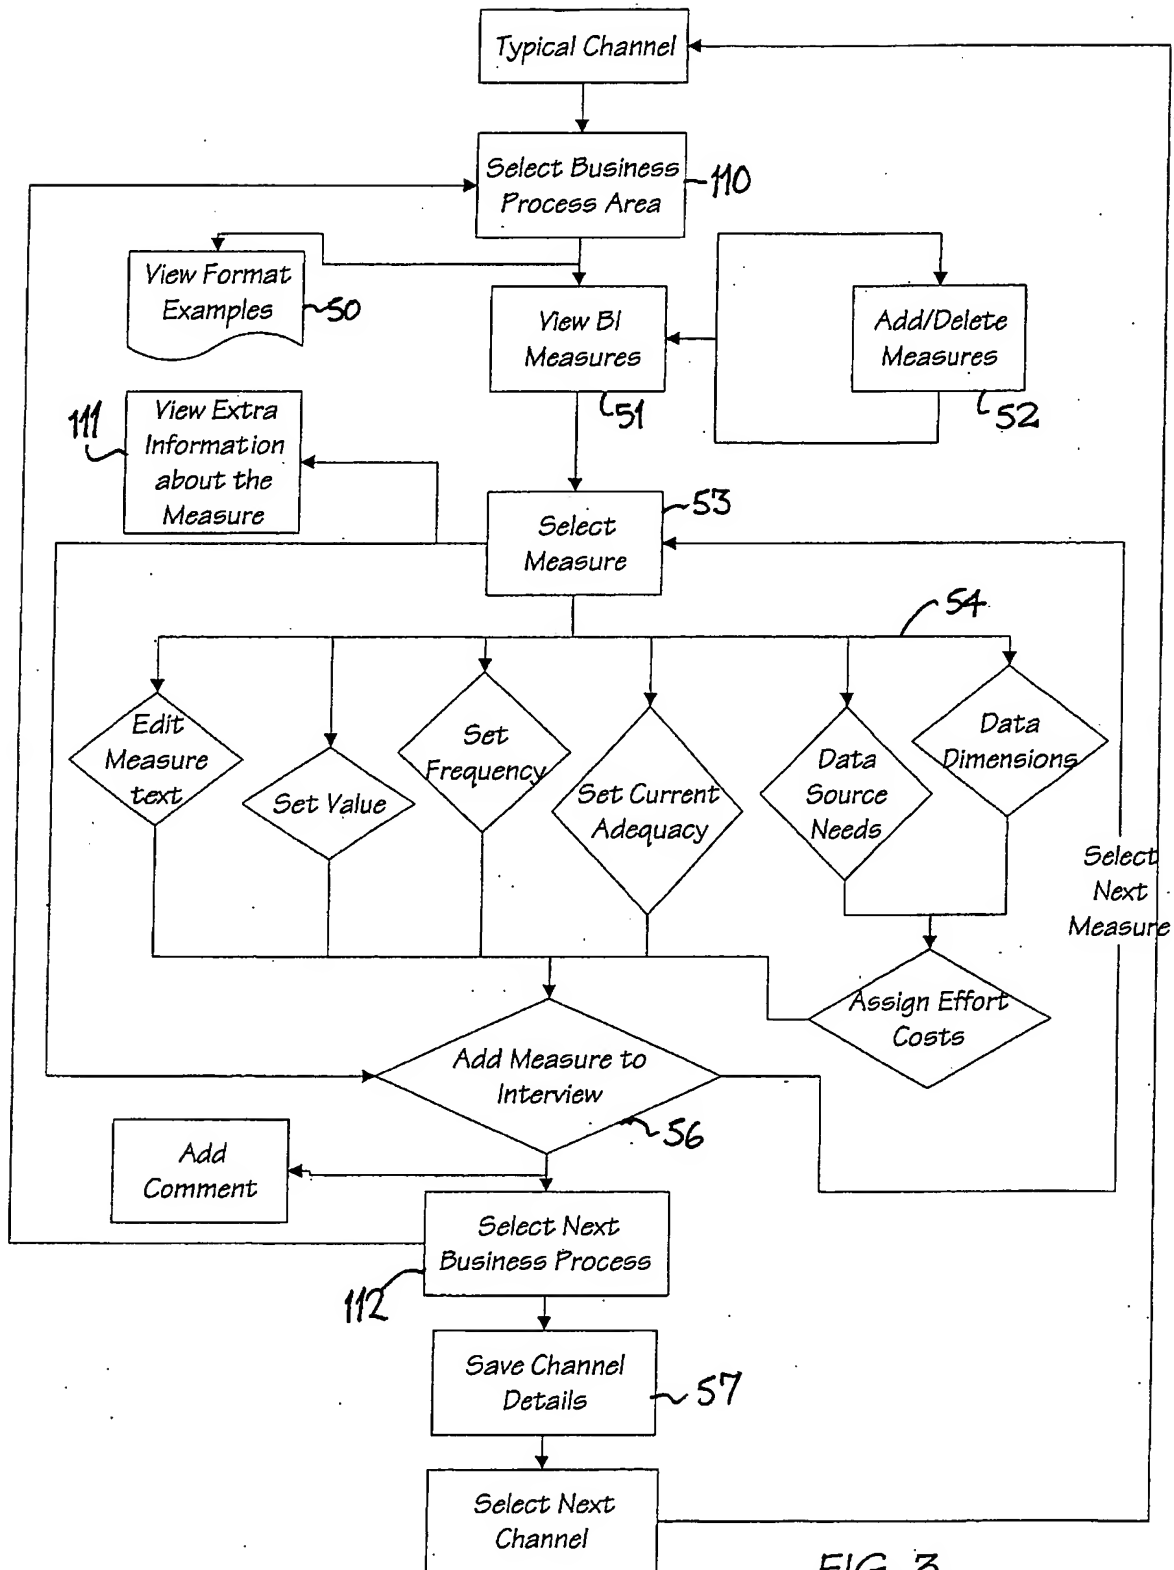 Typical Channel
Select Business
Process Area
110
View Format
Examples
50
View BI
Measures
51
Add/Delete
Measures
52
111
View Extra
Information
about the
Measure
53
Select
Measure
54
Edit
Measure
text
Set Value
Set
Frequency
Set Current
Adequacy
Data
Source
Needs
Data
Dimensions
Select
Next
Measure
Assign Effort
Costs
Add Measure to
Interview
56
Add
Comment
Select Next
Business Process
112
Save Channel
Details
57
Select Next
Channel
FIG. 3